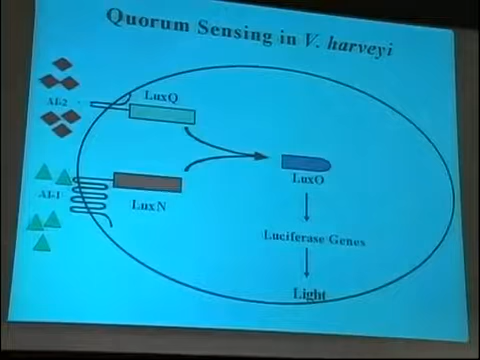 Quorum Sensing in V. harveyi
AI-2
LuxQ
AI-1
LuxN
LuxO
Luciferase Genes
Light